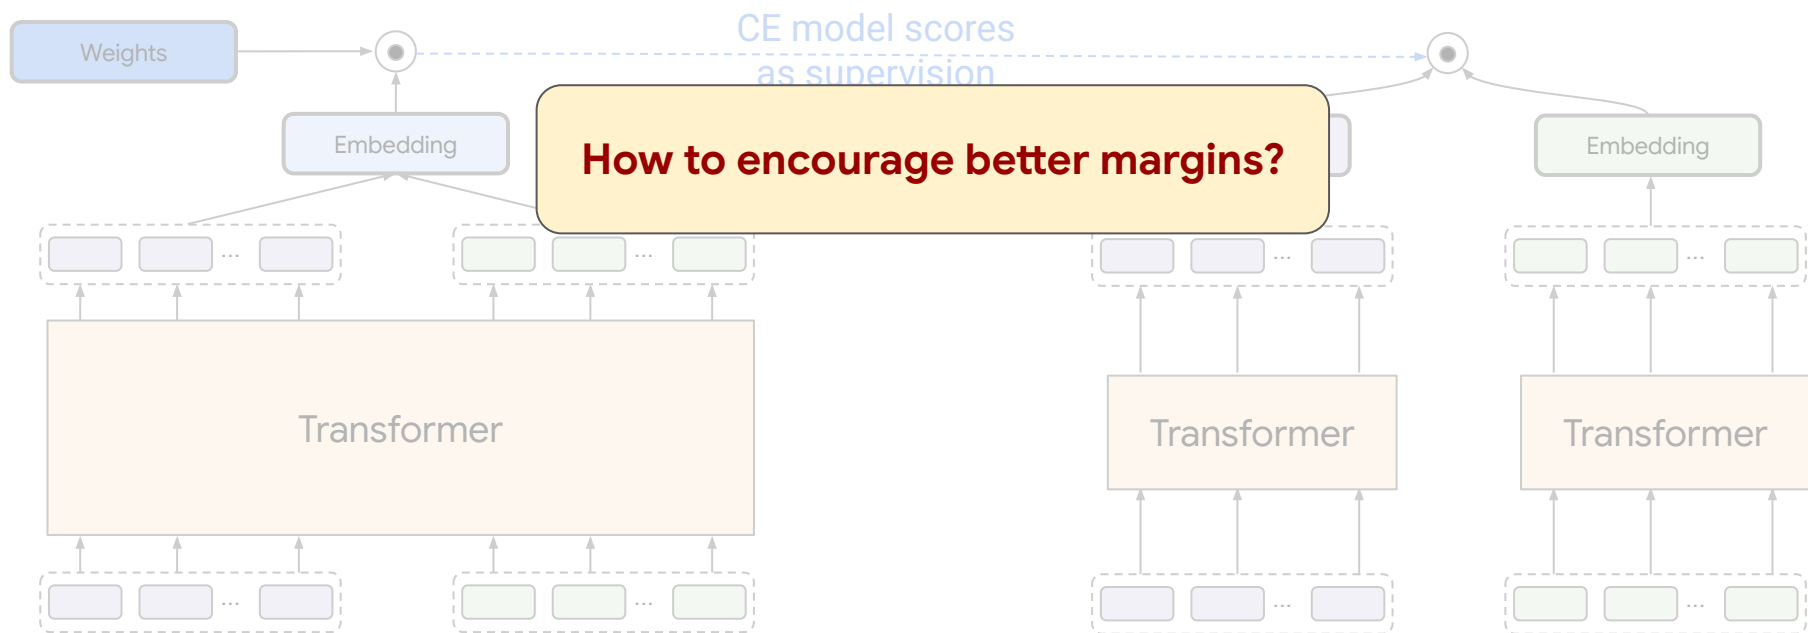 Weights
CE model scores
as supervision
How to encourage better margins?
Embedding
Embedding
...
...
...
...
Transformer
Transformer
Transformer
...
...
...
...